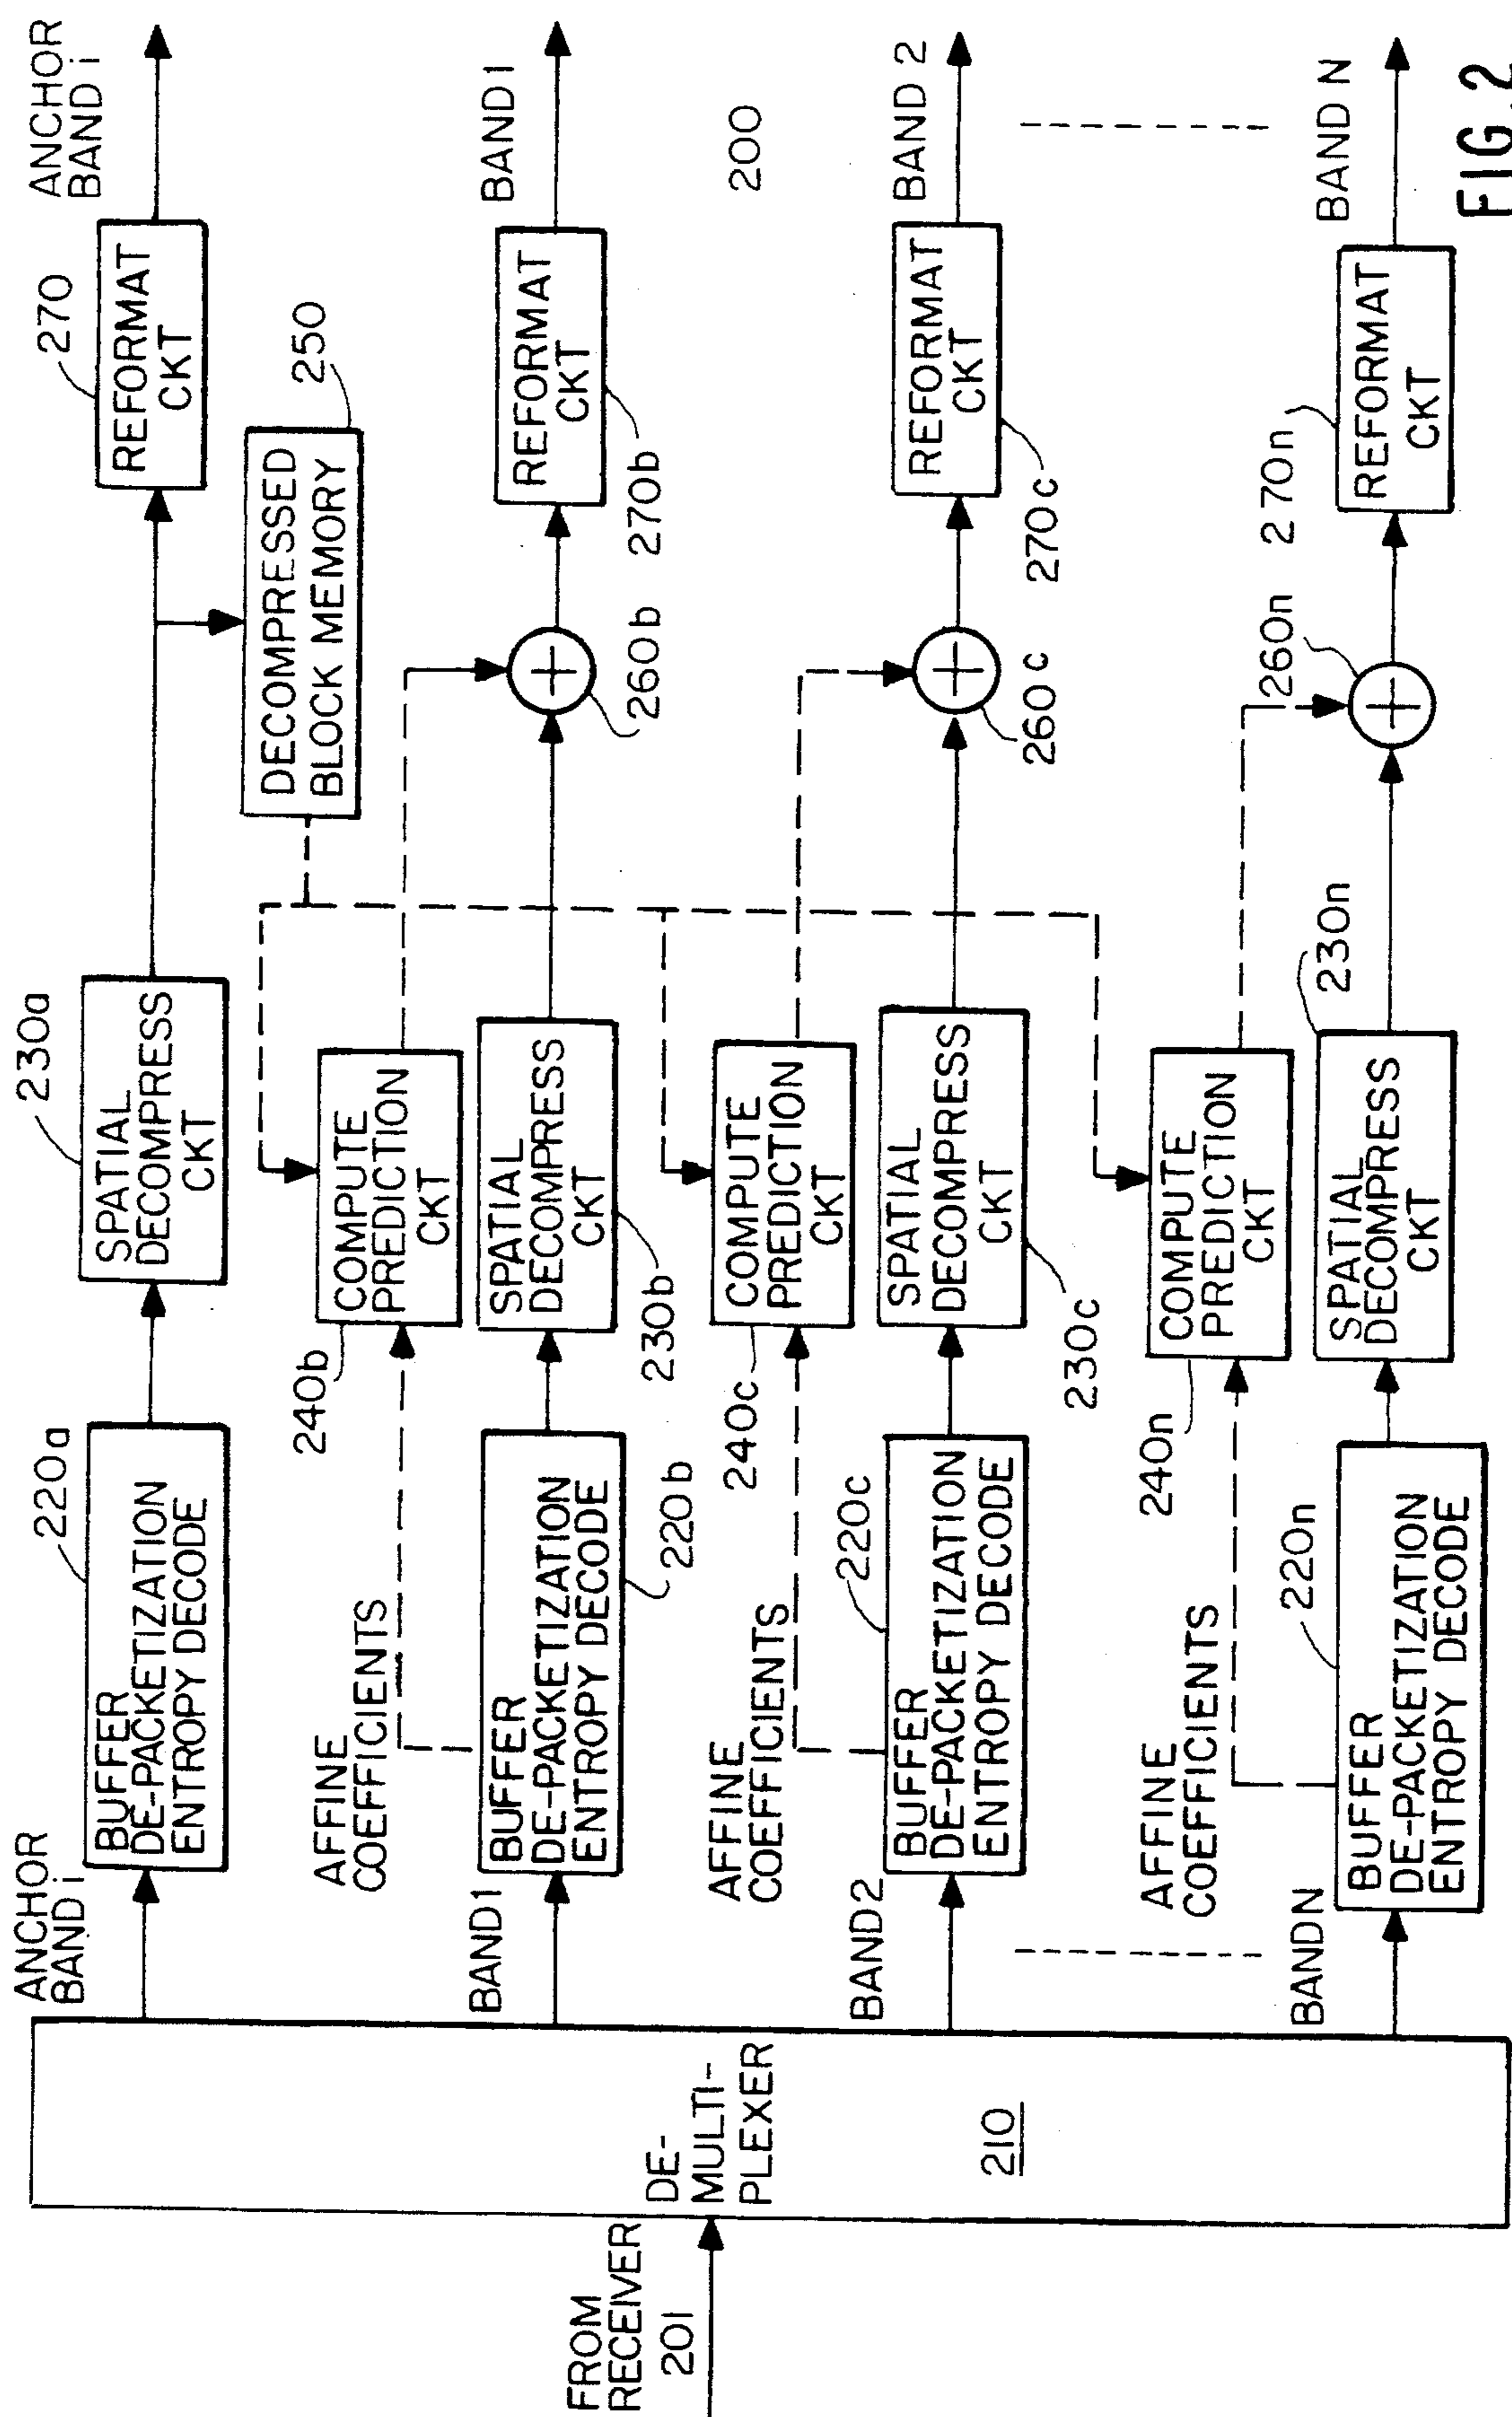 FROM
RECEIVER
201
DE-
MULTI-
PLEXER
210
ANCHOR
BAND i
BUFFER
DE-PACKETIZATION
ENTROPY DECODE
220a
SPATIAL
DECOMPRESS
CKT
230a
DECOMPRESSED
BLOCK MEMORY
250
REFORMAT
CKT
270
ANCHOR
BAND i
AFFINE
COEFFICIENTS
COMPUTE
PREDICTION
CKT
240b
BAND 1
BUFFER
DE-PACKETIZATION
ENTROPY DECODE
220b
SPATIAL
DECOMPRESS
CKT
230b
+
260b
REFORMAT
CKT
270b
BAND 1
200
AFFINE
COEFFICIENTS
COMPUTE
PREDICTION
CKT
240c
BAND2
BUFFER
DE-PACKETIZATION
ENTROPY DECODE
220c
SPATIAL
DECOMPRESS
CKT
230c
+
260c
REFORMAT
CKT
270c
BAND 2
AFFINE
COEFFICIENTS
COMPUTE
PREDICTION
CKT
240n
BANDN
BUFFER
DE-PACKETIZATION
ENTROPY DECODE
220n
SPATIAL
DECOMPRESS
CKT
230n
+
260n
REFORMAT
CKT
270n
BAND N
FIG.2